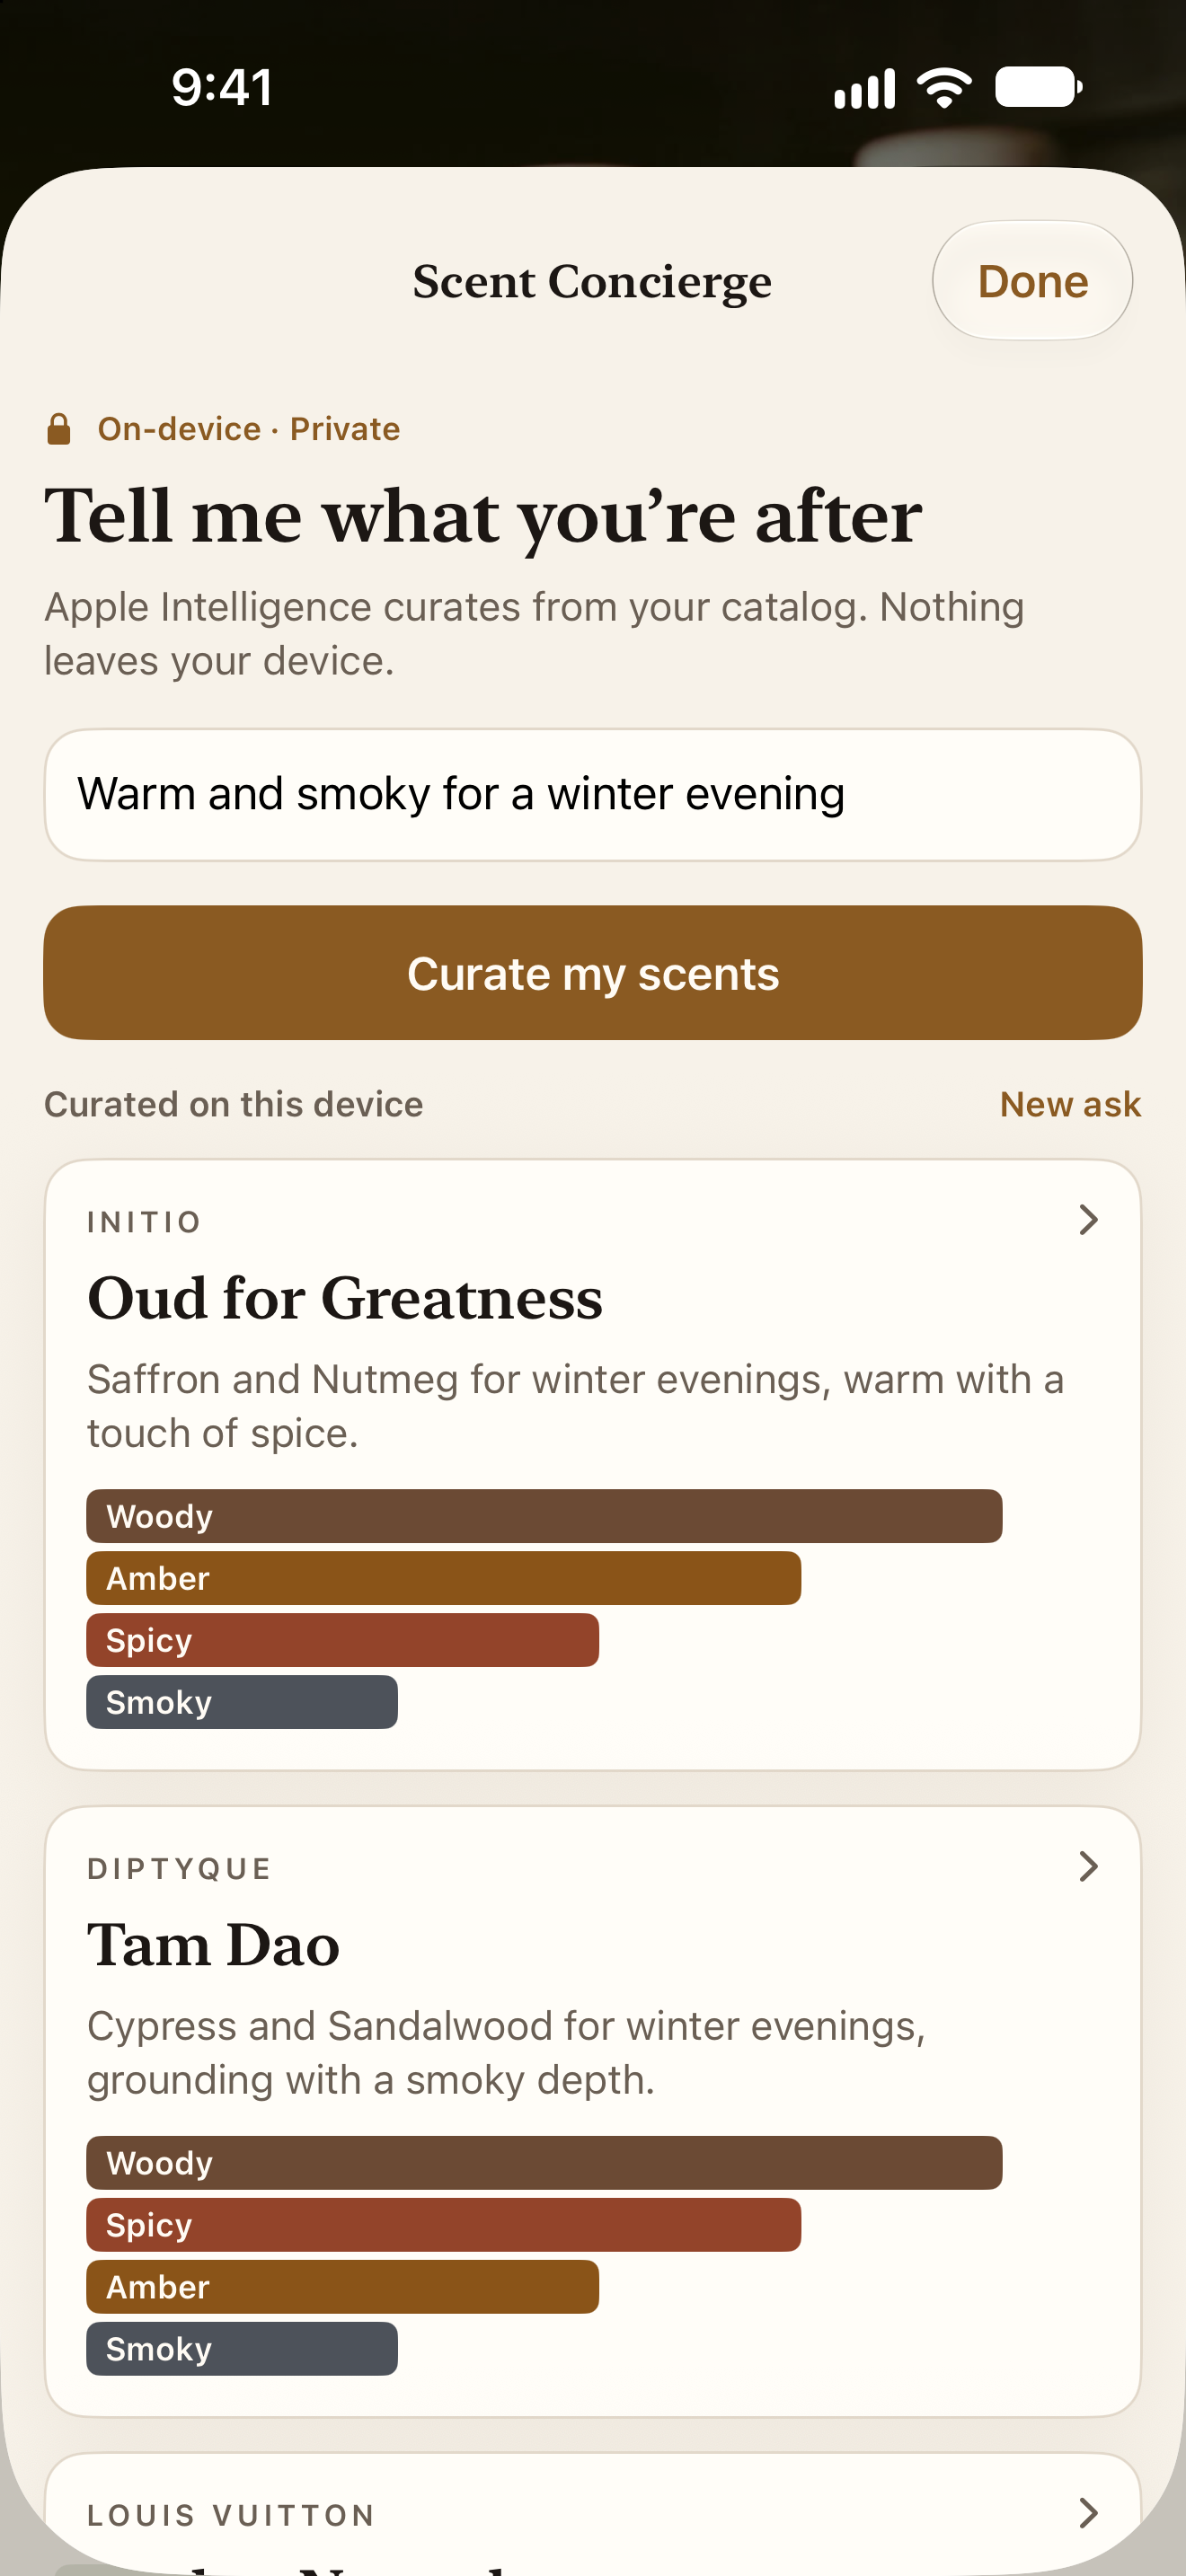 9:41
Scent Concierge
Done
On-device · Private
Tell me what you’re after
Apple Intelligence curates from your catalog. Nothing
leaves your device.
Warm and smoky for a winter evening
Curate my scents
Curated on this device
New ask
INITIO
Oud for Greatness
Saffron and Nutmeg for winter evenings, warm with a
touch of spice.
Woody
Amber
Spicy
Smoky
DIPTYQUE
Tam Dao
Cypress and Sandalwood for winter evenings,
grounding with a smoky depth.
Woody
Spicy
Amber
Smoky
LOUIS VUITTON